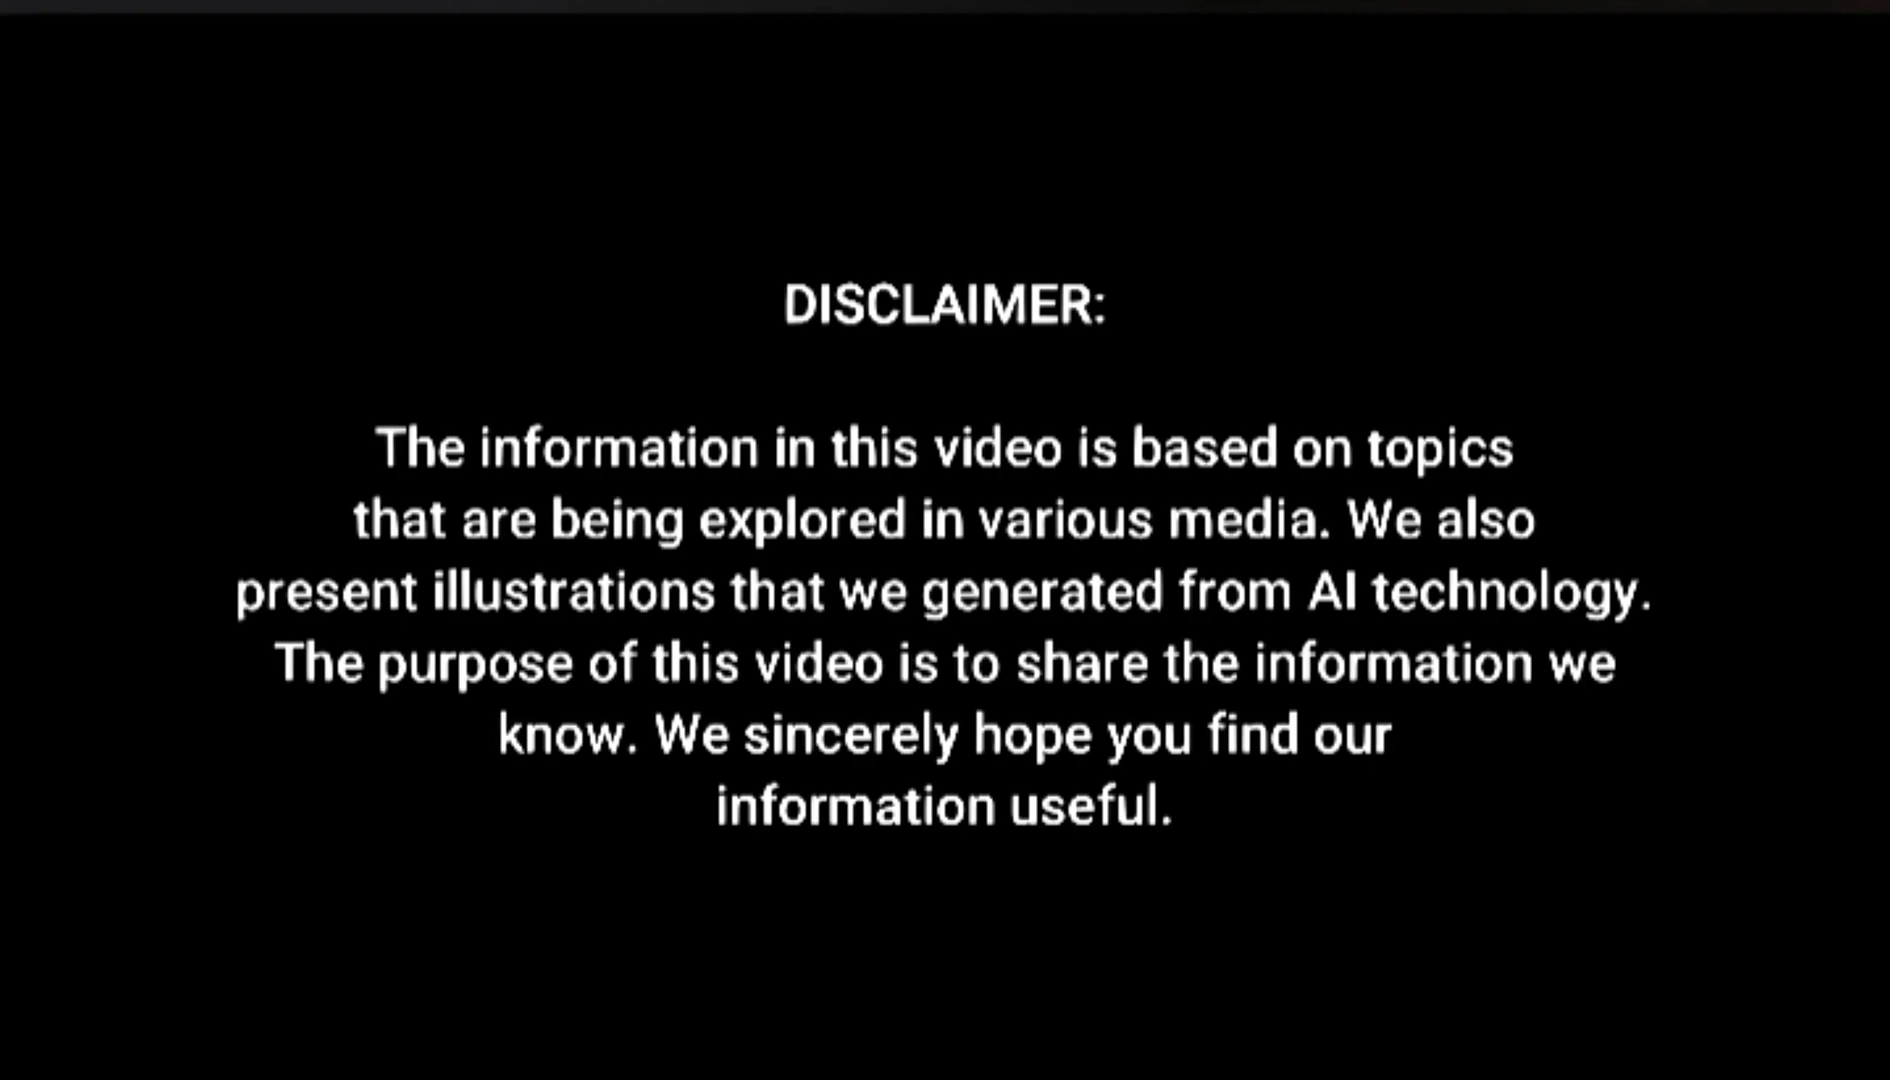 DISCLAIMER:
The information in this video is based on topics
that are being explored in various media. We also
present illustrations that we generated from AI technology.
The purpose of this video is to share the information we
know. We sincerely hope you find our
information useful.